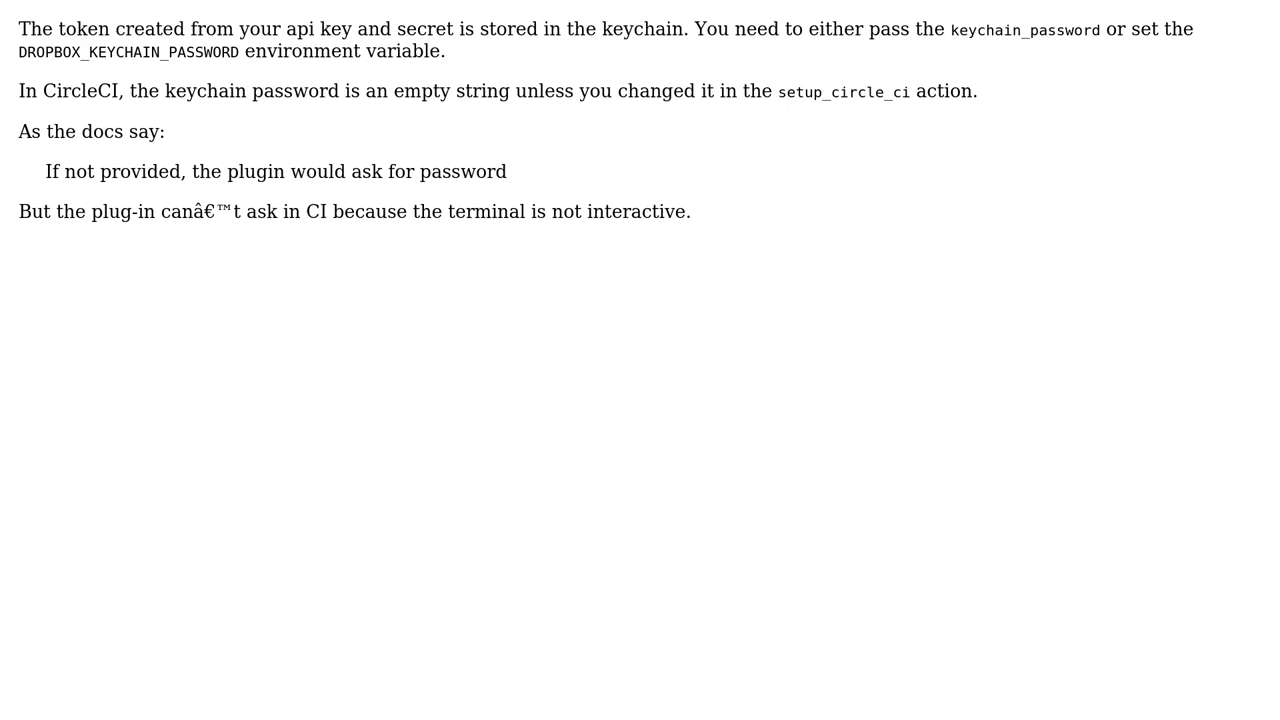 The token created from your api key and secret is stored in the keychain. You need to either pass the keychain_password or set the
DROPBOX_KEYCHAIN_PASSWORD environment variable.
In CircleCI, the keychain password is an empty string unless you changed it in the setup_circle_ci action.
As the docs say:
If not provided, the plugin would ask for password
But the plug-in canâ€™t ask in CI because the terminal is not interactive.